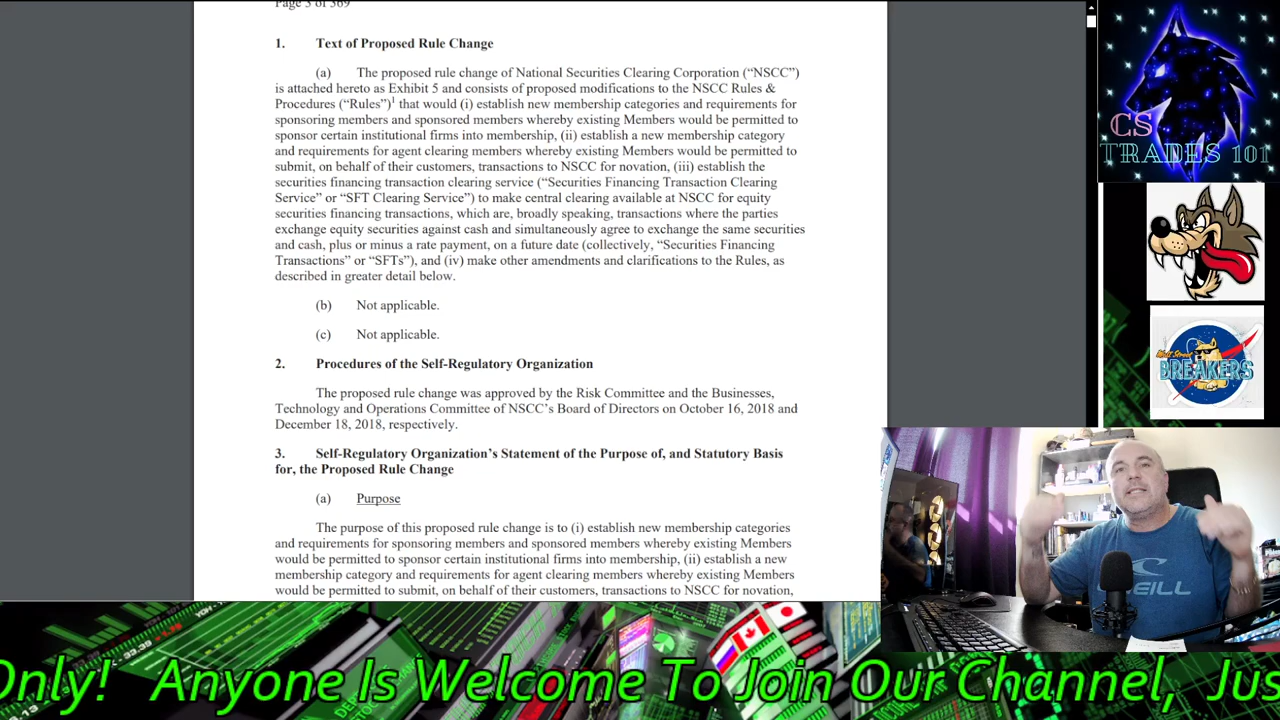 Page 3 of 369
1. Text of Proposed Rule Change
(a) The proposed rule change of National Securities Clearing Corporation (“NSCC”)
is attached hereto as Exhibit 5 and consists of proposed modifications to the NSCC Rules &
Procedures (“Rules”)1 that would (i) establish new membership categories and requirements for
sponsoring members and sponsored members whereby existing Members would be permitted to
sponsor certain institutional firms into membership, (ii) establish a new membership category
and requirements for agent clearing members whereby existing Members would be permitted to
submit, on behalf of their customers, transactions to NSCC for novation, (iii) establish the
securities financing transaction clearing service (“Securities Financing Transaction Clearing
Service” or “SFT Clearing Service”) to make central clearing available at NSCC for equity
securities financing transactions, which are, broadly speaking, transactions where the parties
exchange equity securities against cash and simultaneously agree to exchange the same securities
and cash, plus or minus a rate payment, on a future date (collectively, “Securities Financing
Transactions” or “SFTs”), and (iv) make other amendments and clarifications to the Rules, as
described in greater detail below.
(b) Not applicable.
(c) Not applicable.
2. Procedures of the Self-Regulatory Organization
The proposed rule change was approved by the Risk Committee and the Businesses,
Technology and Operations Committee of NSCC’s Board of Directors on October 16, 2018 and
December 18, 2018, respectively.
3. Self-Regulatory Organization’s Statement of the Purpose of, and Statutory Basis
for, the Proposed Rule Change
(a) Purpose
The purpose of this proposed rule change is to (i) establish new membership categories
and requirements for sponsoring members and sponsored members whereby existing Members
would be permitted to sponsor certain institutional firms into membership, (ii) establish a new
membership category and requirements for agent clearing members whereby existing Members
would be permitted to submit, on behalf of their customers, transactions to NSCC for novation,
CS
TRADES 101
Wall Street
BREAKERS
EILL
Only! Anyone Is Welcome To Join Our Channel, Jus